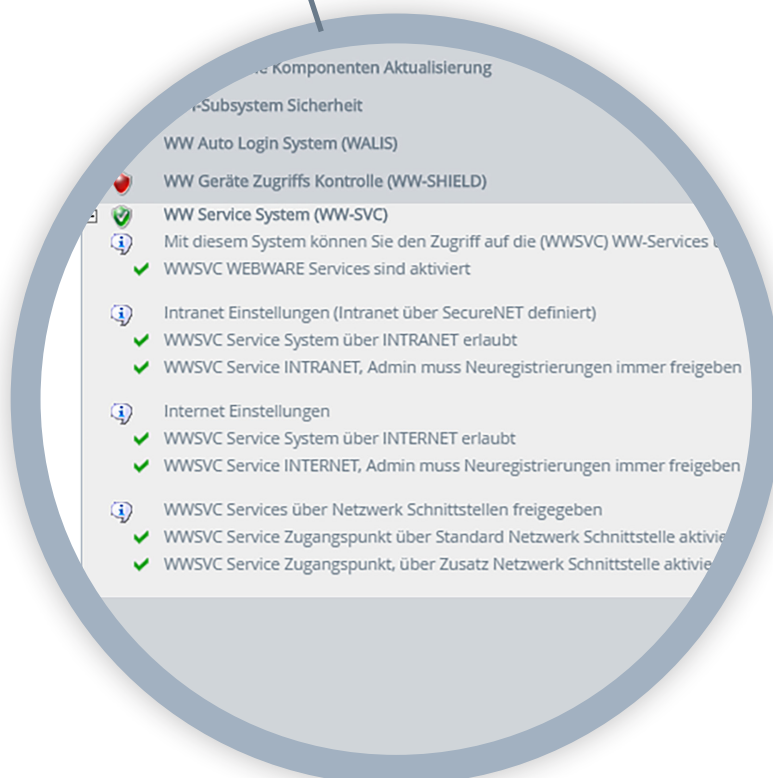 Komponenten Aktualisierung
-Subsystem Sicherheit
WW Auto Login System (WALIS)
WW Geräte Zugriffs Kontrolle (WW-SHIELD)
WW Service System (WW-SVC)
Mit diesem System können Sie den Zugriff auf die (WWSVC) WW-Services
WWSVC WEBWARE Services sind aktiviert
Intranet Einstellungen (Intranet über SecureNET definiert)
WWSVC Service System über INTRANET erlaubt
WWSVC Service INTRANET, Admin muss Neuregistrierungen immer freigeben
Internet Einstellungen
WWSVC Service System über INTERNET erlaubt
WWSVC Service INTERNET, Admin muss Neuregistrierungen immer freigeben
WWSVC Services über Netzwerk Schnittstellen freigegeben
WWSVC Service Zugangspunkt über Standard Netzwerk Schnittstelle aktivie
WWSVC Service Zugangspunkt, über Zusatz Netzwerk Schnittstelle aktivie